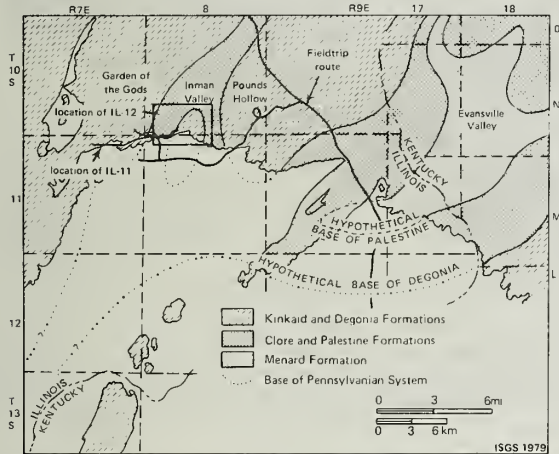 R7E 8 R9E 17 18
T
10
S
Garden of
the Gods
Inman
Valley
Pounds
Hollow
Fieldtrip
route
O
location of IL-12
Evansville
Valley
N
location of IL-11
KENTUCKY
ILLINOIS
11
M
HYPOTHETICAL
BASE OF PALESTINE
HYPOTHETICAL BASE OF DEGONIA
L
12
Kinkaid and Degonia Formations
Clore and Palestine Formations
Menard Formation
Base of Pennsylvanian System
?
?
ILLINOIS
KENTUCKY
T
13
S
0 3 6mi
0 3 6 km
ISGS 1979